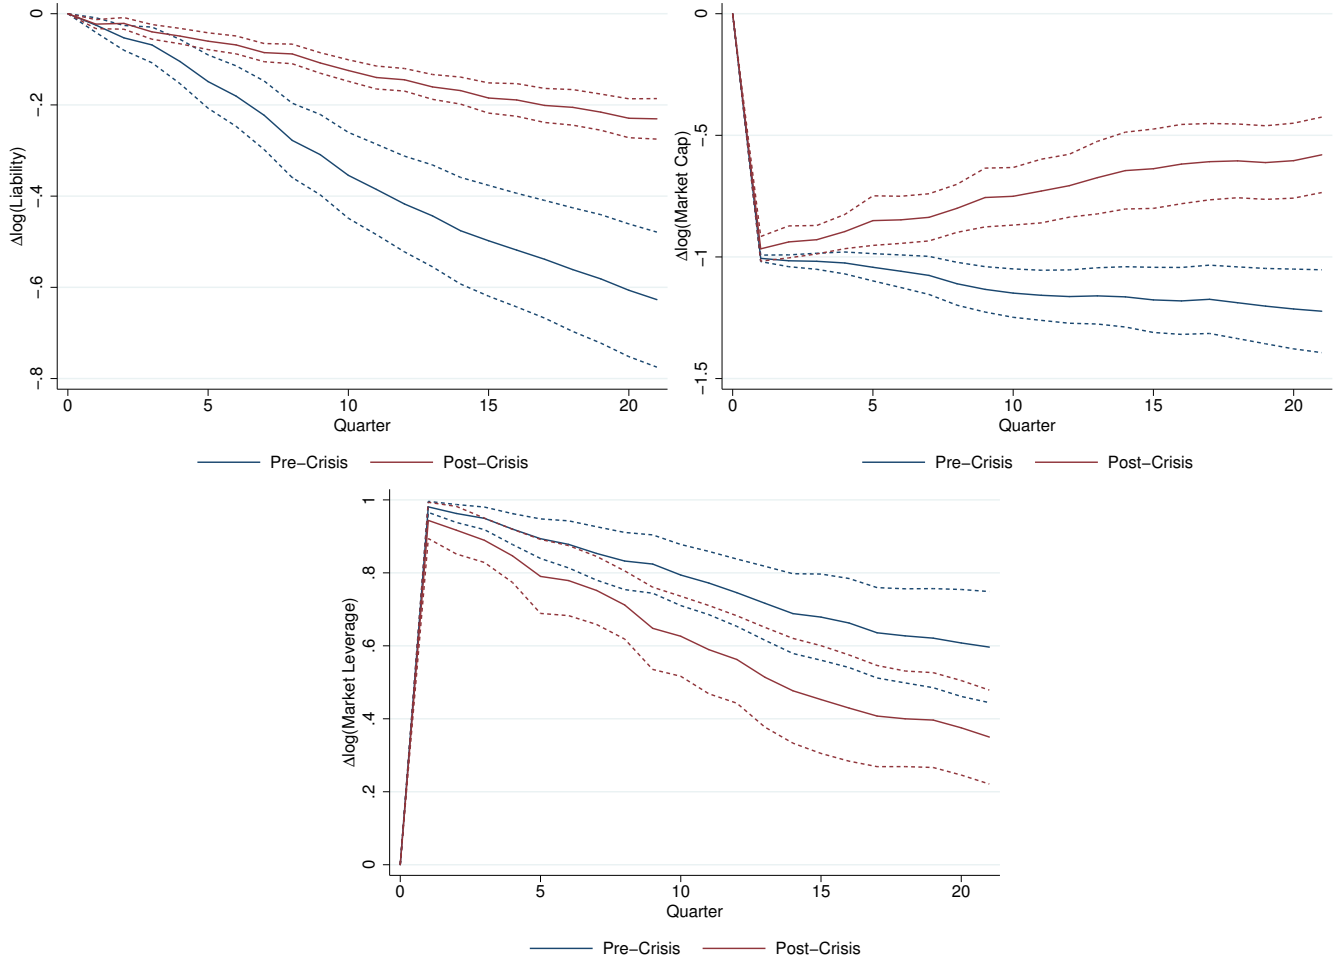 Δlog(Liability)
0
−.2
−.4
−.6
−.8
0 5 10 15 20
Quarter
Pre−Crisis Post−Crisis
Δlog(Market Cap)
0
−.5
−1
−1.5
0 5 10 15 20
Quarter
Pre−Crisis Post−Crisis
Δlog(Market Leverage)
1
.8
.6
.4
.2
0
0 5 10 15 20
Quarter
Pre−Crisis Post−Crisis